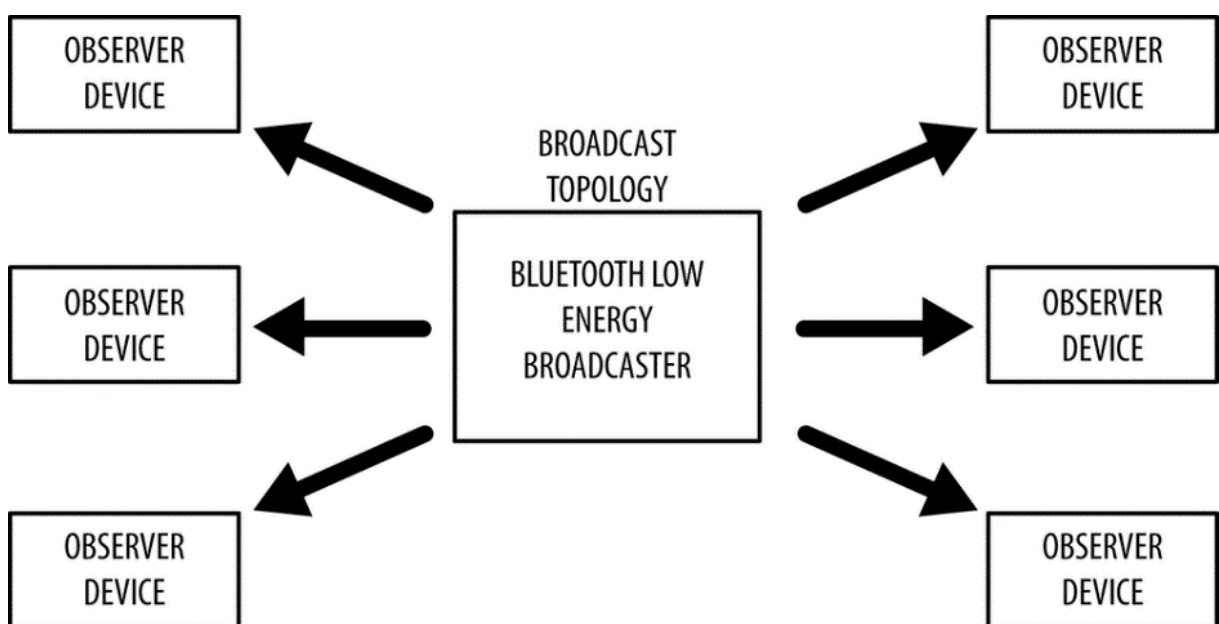 OBSERVER
DEVICE
OBSERVER
DEVICE
BROADCAST
TOPOLOGY
BLUETOOTH LOW
ENERGY
BROADCASTER
OBSERVER
DEVICE
OBSERVER
DEVICE
OBSERVER
DEVICE
OBSERVER
DEVICE